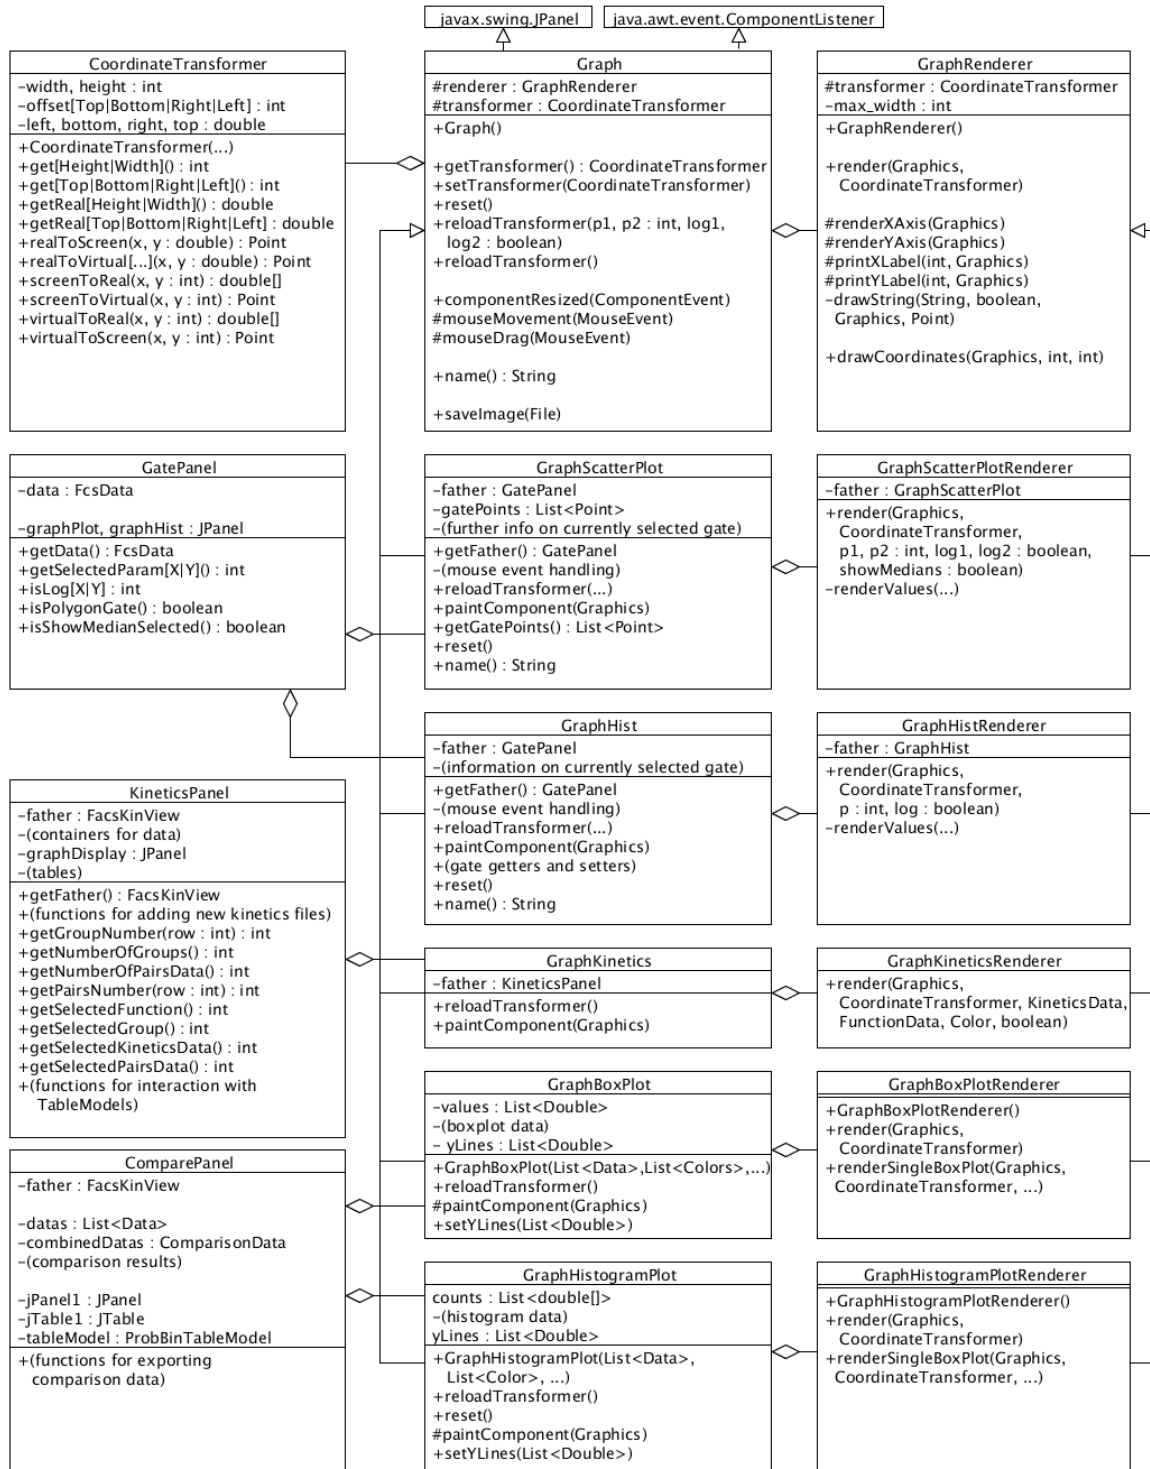 javax.swing.JPanel
java.awt.event.ComponentListener
CoordinateTransformer
-width, height : int
-offset[Top|Bottom|Right|Left] : int
-left, bottom, right, top : double
+CoordinateTransformer(...)
+get[Height|Width]() : int
+get[Top|Bottom|Right|Left]() : int
+getReal[Height|Width]() : double
+getReal[Top|Bottom|Right|Left] : double
+realToScreen(x, y : double) : Point
+realToVirtual[...](x, y : double) : Point
+screenToReal(x, y : int) : double[]
+screenToVirtual(x, y : int) : Point
+virtualToReal(x, y : int) : double[]
+virtualToScreen(x, y : int) : Point
Graph
#renderer : GraphRenderer
#transformer : CoordinateTransformer
+Graph()
+getTransformer() : CoordinateTransformer
+setTransformer(CoordinateTransformer)
+reset()
+reloadTransformer(p1, p2 : int, log1,
log2 : boolean)
+reloadTransformer()
+componentResized(ComponentEvent)
#mouseMovement(MouseEvent)
#mouseDrag(MouseEvent)
+name() : String
+saveImage(File)
GraphRenderer
#transformer : CoordinateTransformer
-max_width : int
+GraphRenderer()
+render(Graphics,
CoordinateTransformer)
#renderXAxis(Graphics)
#renderYAxis(Graphics)
#printXLabel(int, Graphics)
#printYLabel(int, Graphics)
-drawString(String, boolean,
Graphics, Point)
+drawCoordinates(Graphics, int, int)
GatePanel
-data : FcsData
-graphPlot, graphHist : JPanel
+getData() : FcsData
+getSelectedParam[X|Y]() : int
+isLog[X|Y] : int
+isPolygonGate() : boolean
+isShowMedianSelected() : boolean
GraphScatterPlot
-father : GatePanel
-gatePoints : List<Point>
-(further info on currently selected gate)
+getFather() : GatePanel
-(mouse event handling)
+reloadTransformer(...)
+paintComponent(Graphics)
+getGatePoints() : List<Point>
+reset()
+name() : String
GraphScatterPlotRenderer
-father : GraphScatterPlot
+render(Graphics,
CoordinateTransformer,
p1, p2 : int, log1, log2 : boolean,
showMedians : boolean)
-renderValues(...)
GraphHist
-father : GatePanel
-(information on currently selected gate)
+getFather() : GatePanel
-(mouse event handling)
+reloadTransformer(...)
+paintComponent(Graphics)
+(gate getters and setters)
+reset()
+name() : String
GraphHistRenderer
-father : GraphHist
+render(Graphics,
CoordinateTransformer,
p : int, log : boolean)
-renderValues(...)
KineticsPanel
-father : FacsKinView
-(containers for data)
-graphDisplay : JPanel
-(tables)
+getFather() : FacsKinView
+(functions for adding new kinetics files)
+getGroupNumber(row : int) : int
+getNumberOfGroups() : int
+getNumberOfPairsData() : int
+getPairsNumber(row : int) : int
+getSelectedFunction() : int
+getSelectedGroup() : int
+getSelectedKineticsData() : int
+getSelectedPairsData() : int
+(functions for interaction with
TableModels)
GraphKinetics
-father : KineticsPanel
+reloadTransformer()
+paintComponent(Graphics)
GraphKineticsRenderer
+render(Graphics,
CoordinateTransformer, KineticsData,
FunctionData, Color, boolean)
GraphBoxPlot
-values : List<Double>
-(boxplot data)
- yLines : List<Double>
+GraphBoxPlot(List<Data>,List<Colors>,...)
+reloadTransformer()
#paintComponent(Graphics)
+setYLines(List<Double>)
GraphBoxPlotRenderer
+GraphBoxPlotRenderer()
+render(Graphics,
CoordinateTransformer)
+renderSingleBoxPlot(Graphics,
CoordinateTransformer, ...)
ComparePanel
-father : FacsKinView
-datas : List<Data>
-combinedDatas : ComparisonData
-(comparison results)
-jPanel1 : JPanel
-jTable1 : JTable
-tableModel : ProbBinTableModel
+(functions for exporting
comparison data)
GraphHistogramPlot
counts : List<double[]>
-(histogram data)
yLines : List<Double>
+GraphHistogramPlot(List<Data>,
List<Color>, ...)
+reloadTransformer()
+reset()
#paintComponent(Graphics)
+setYLines(List<Double>)
GraphHistogramPlotRenderer
+GraphHistogramPlotRenderer()
+render(Graphics,
CoordinateTransformer)
+renderSingleBoxPlot(Graphics,
CoordinateTransformer, ...)